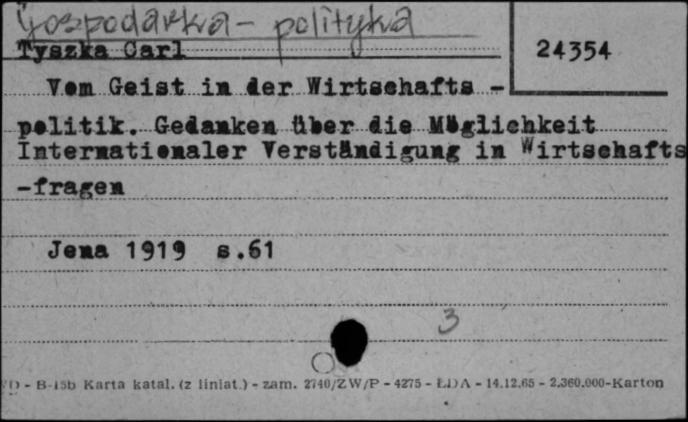 Gospodarka - polityka
Tyszka Carl
24354
Vom Geist in der Wirtschafts -
politik. Gedanken über die Möglichkeit
Internationaler Verständigung in Wirtschafts
-fragen
Jena 1919 s.61
3
D - B-15b Karta katal. (z liniat.) - zam. 2740/ZW/P - 4275 - ŁDA - 14.12.65 - 2.360.000-Karton